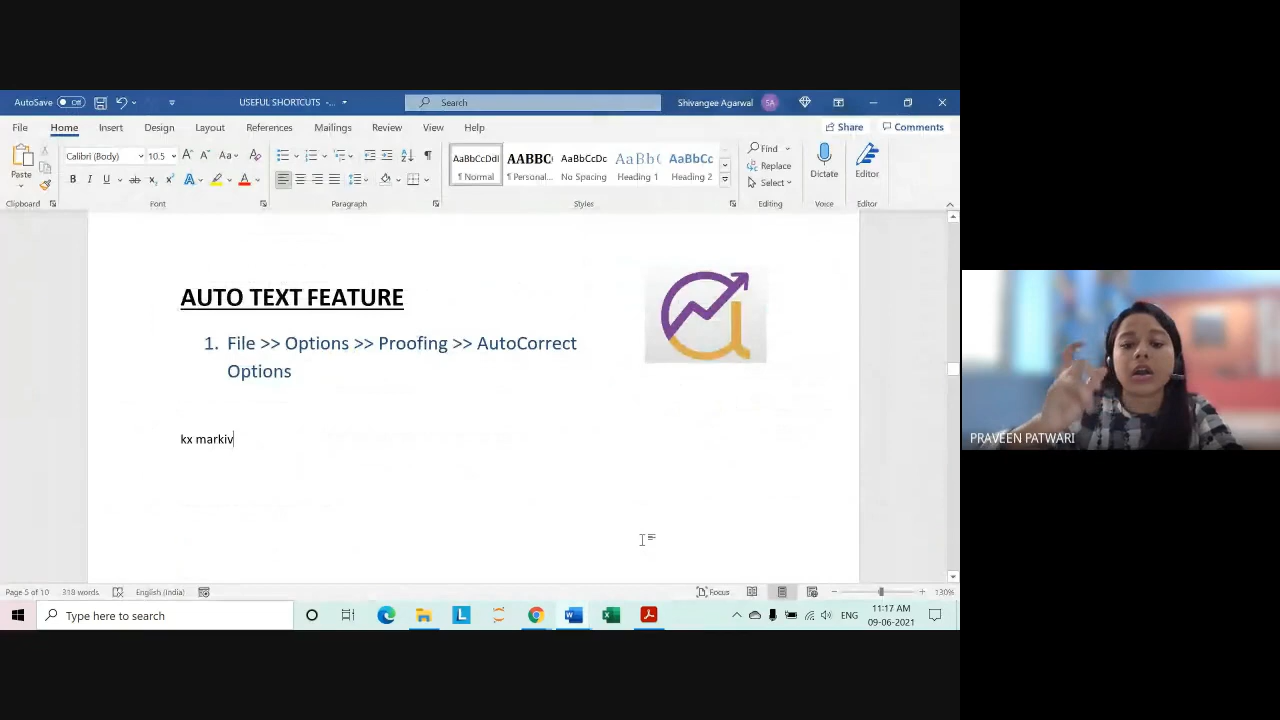 AutoSave Off
USEFUL SHORTCUTS -...
Search
Shivangee Agarwal SA
File Home Insert Design Layout References Mailings Review View Help
Share Comments
Paste
Calibri (Body) 10.5
AaBbCcDdI AABBC AaBbCcDc AaBbC AaBbCc
¶ Normal ¶ Personal... No Spacing Heading 1 Heading 2
Find
Replace
Select
Dictate
Editor
Clipboard Font Paragraph Styles Editing Voice Editor
AUTO TEXT FEATURE
1. File >> Options >> Proofing >> AutoCorrect
Options
kx markiv
PRAVEEN PATWARI
Page 5 of 10 318 words English (India) Focus 130%
Type here to search
ENG
11:17 AM
09-06-2021